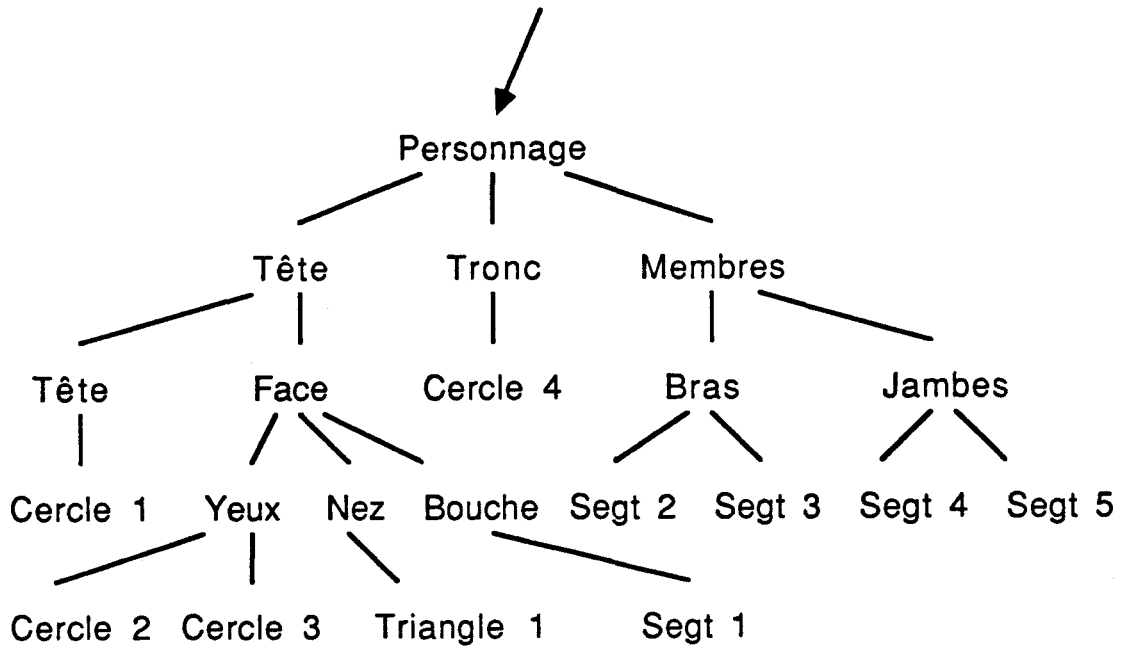 Personnage
Tête Tronc Membres
Tête Face Cercle 4 Bras Jambes
Cercle 1 Yeux Nez Bouche Segt 2 Segt 3 Segt 4 Segt 5
Cercle 2 Cercle 3 Triangle 1 Segt 1